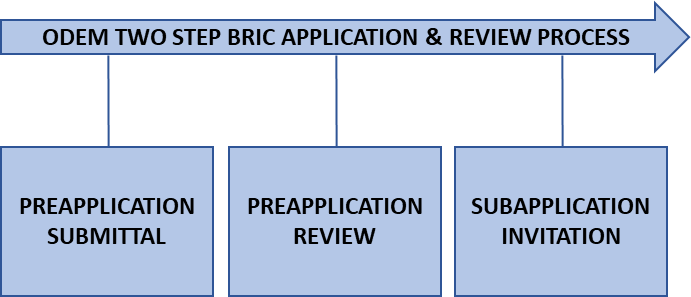 ODEM TWO STEP BRIC APPLICATION & REVIEW PROCESS
PREAPPLICATION
SUBMITTAL
PREAPPLICATION
REVIEW
SUBAPPLICATION
INVITATION